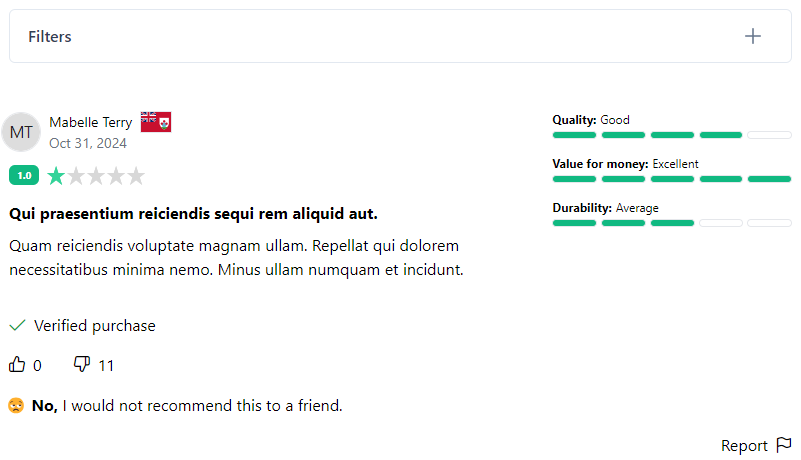 Filters
MT
Mabelle Terry
Oct 31, 2024
1.0
Qui praesentium reiciendis sequi rem aliquid aut.
Quam reiciendis voluptate magnam ullam. Repellat qui dolorem
necessitatibus minima nemo. Minus ullam numquam et incidunt.
Verified purchase
0
11
No, I would not recommend this to a friend.
Quality: Good
Value for money: Excellent
Durability: Average
Report